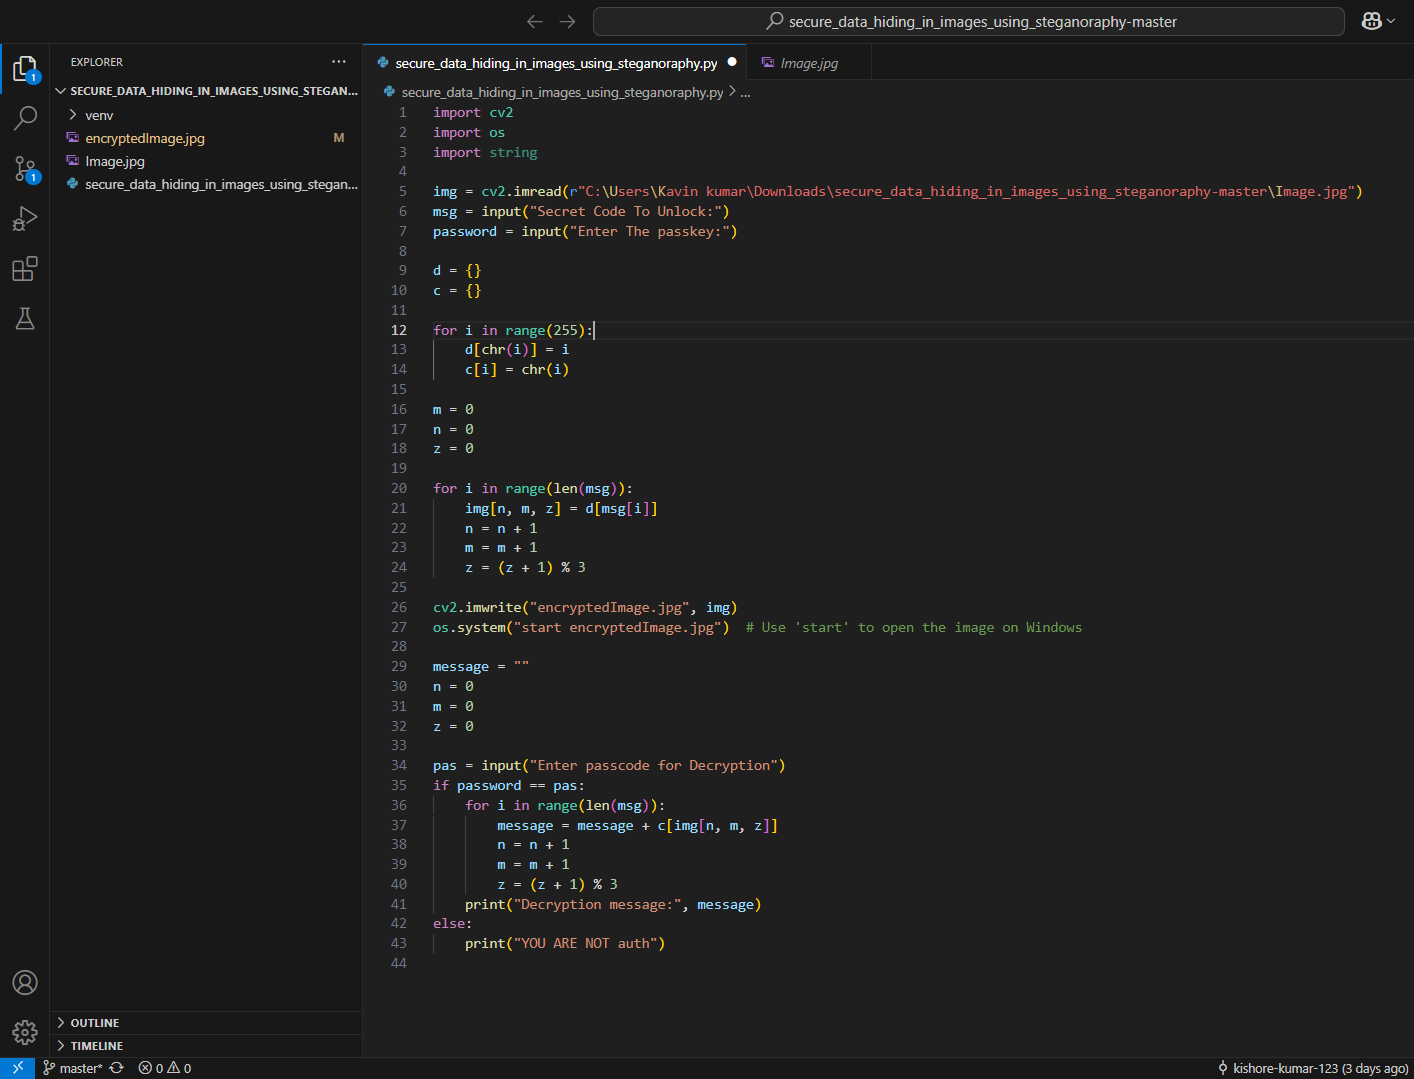 secure_data_hiding_in_images_using_steganoraphy-master
EXPLORER
SECURE_DATA_HIDING_IN_IMAGES_USING_STEGAN...
venv
encryptedImage.jpg M
Image.jpg
secure_data_hiding_in_images_using_stegan...
1
1
OUTLINE
TIMELINE
secure_data_hiding_in_images_using_steganoraphy.py
Image.jpg
secure_data_hiding_in_images_using_steganoraphy.py > ...
1 import cv2
2 import os
3 import string
4
5 img = cv2.imread(r"C:\Users\Kavin kumar\Downloads\secure_data_hiding_in_images_using_steganoraphy-master\Image.jpg")
6 msg = input("Secret Code To Unlock:")
7 password = input("Enter The passkey:")
8
9 d = {}
10 c = {}
11
12 for i in range(255):
13     d[chr(i)] = i
14     c[i] = chr(i)
15
16 m = 0
17 n = 0
18 z = 0
19
20 for i in range(len(msg)):
21     img[n, m, z] = d[msg[i]]
22     n = n + 1
23     m = m + 1
24     z = (z + 1) % 3
25
26 cv2.imwrite("encryptedImage.jpg", img)
27 os.system("start encryptedImage.jpg")  # Use 'start' to open the image on Windows
28
29 message = ""
30 n = 0
31 m = 0
32 z = 0
33
34 pas = input("Enter passcode for Decryption")
35 if password == pas:
36     for i in range(len(msg)):
37         message = message + c[img[n, m, z]]
38         n = n + 1
39         m = m + 1
40         z = (z + 1) % 3
41     print("Decryption message:", message)
42 else:
43     print("YOU ARE NOT auth")
44
master* 0 0
kishore-kumar-123 (3 days ago)